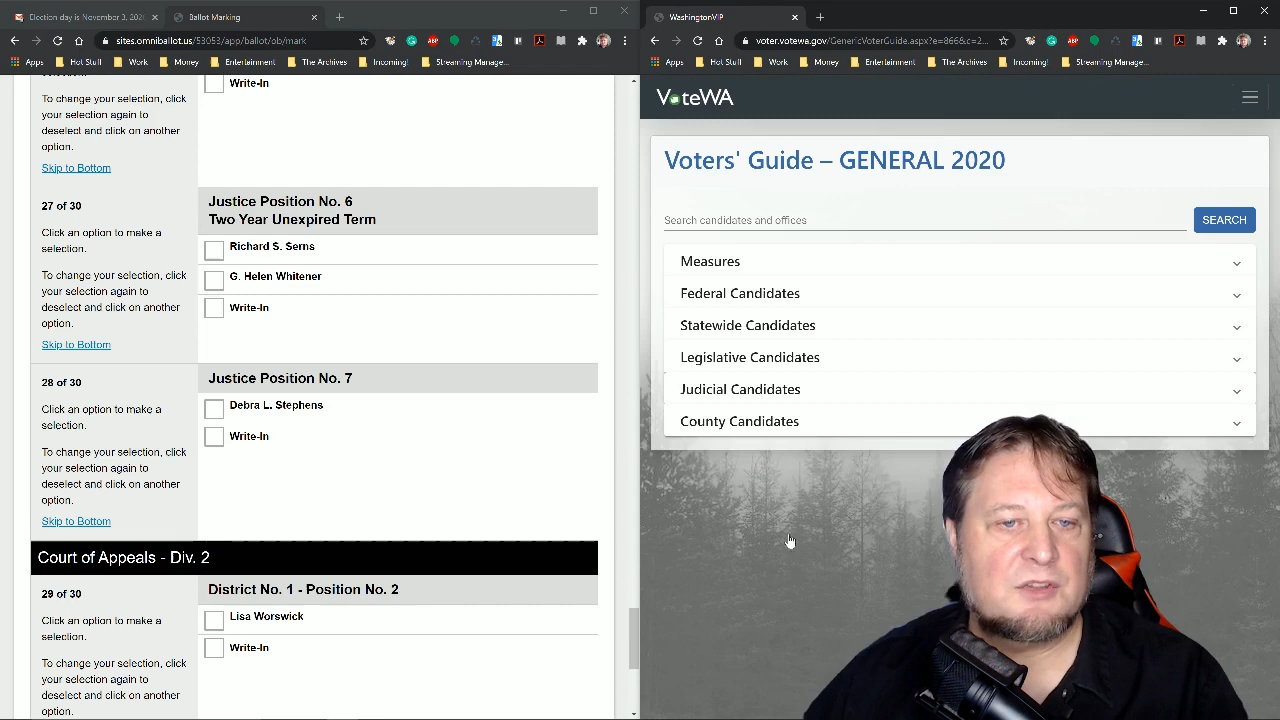 Election day is November 3, 202
Ballot Marking
sites.omniballot.us/53053/app/ballot/ob/mark
Apps
Hot Stuff
Work
Money
Entertainment
The Archives
Incoming!
Streaming Manage...
Write-In
To change your selection, click
your selection again to
deselect and click on another
option.
Skip to Bottom
27 of 30
Click an option to make a
selection.
To change your selection, click
your selection again to
deselect and click on another
option.
Skip to Bottom
Justice Position No. 6
Two Year Unexpired Term
Richard S. Serns
G. Helen Whitener
Write-In
28 of 30
Click an option to make a
selection.
To change your selection, click
your selection again to
deselect and click on another
option.
Skip to Bottom
Justice Position No. 7
Debra L. Stephens
Write-In
Court of Appeals - Div. 2
29 of 30
Click an option to make a
selection.
To change your selection, click
your selection again to
deselect and click on another
option.
District No. 1 - Position No. 2
Lisa Worswick
Write-In
WashingtonVIP
voter.votewa.gov/GenericVoterGuide.aspx?e=866&c=2...
Apps
Hot Stuff
Work
Money
Entertainment
The Archives
Incoming!
Streaming Manage...
VoteWA
Voters' Guide – GENERAL 2020
Search candidates and offices
SEARCH
Measures
Federal Candidates
Statewide Candidates
Legislative Candidates
Judicial Candidates
County Candidates